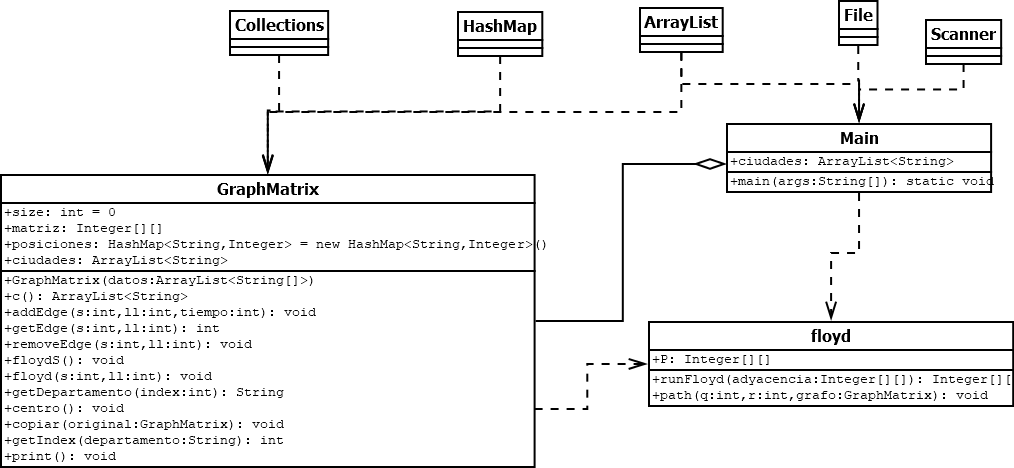 Collections
HashMap
ArrayList
File
Scanner
Main
+ciudades: ArrayList<String>
+main(args:String[]): static void
GraphMatrix
+size: int = 0
+matriz: Integer[][]
+posiciones: HashMap<String,Integer> = new HashMap<String,Integer>()
+ciudades: ArrayList<String>
+GraphMatrix(datos:ArrayList<String[]>)
+c(): ArrayList<String>
+addEdge(s:int,ll:int,tiempo:int): void
+getEdge(s:int,ll:int): int
+removeEdge(s:int,ll:int): void
+floydS(): void
+floyd(s:int,ll:int): void
+getDepartamento(index:int): String
+centro(): void
+copiar(original:GraphMatrix): void
+getIndex(departamento:String): int
+print(): void
floyd
+P: Integer[][]
+runFloyd(adyacencia:Integer[][]): Integer[][
+path(q:int,r:int,grafo:GraphMatrix): void